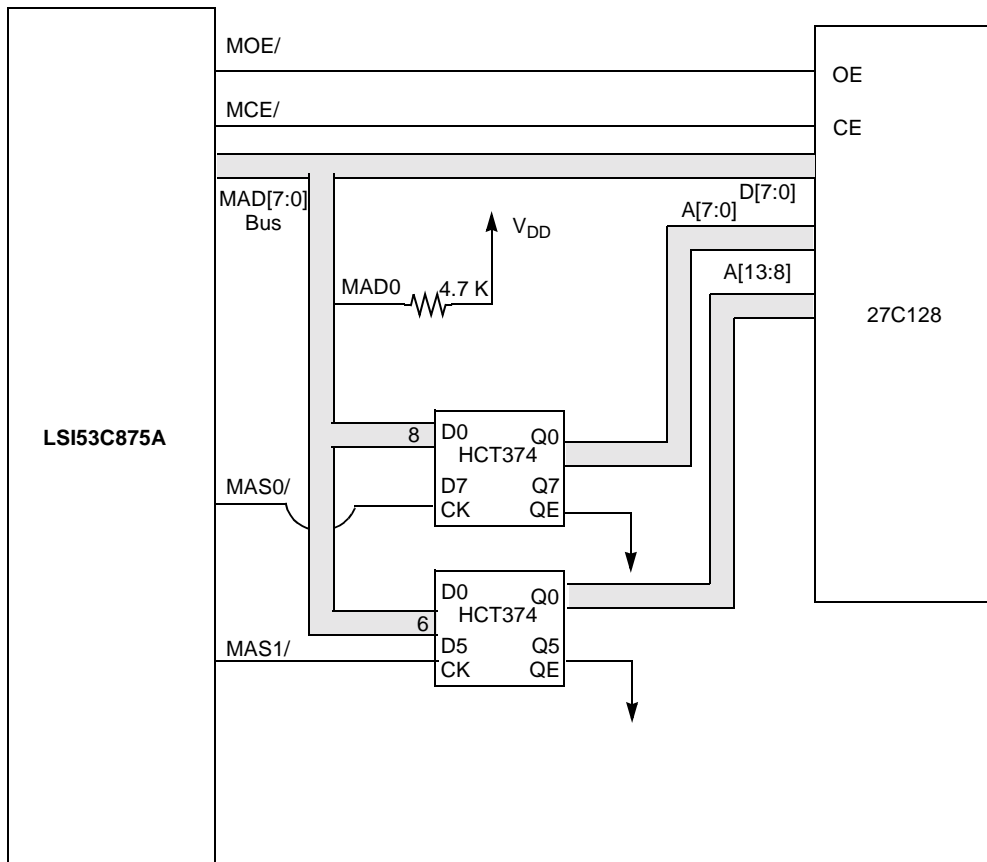 MOE/
OE
MCE/
CE
MAD[7:0]
Bus
D[7:0]
A[7:0]
VDD
A[13:8]
MAD0
4.7 K
27C128
LSI53C875A
8
D0
Q0
HCT374
D7
Q7
MAS0/
CK
QE
D0
Q0
HCT374
6
D5
Q5
MAS1/
CK
QE